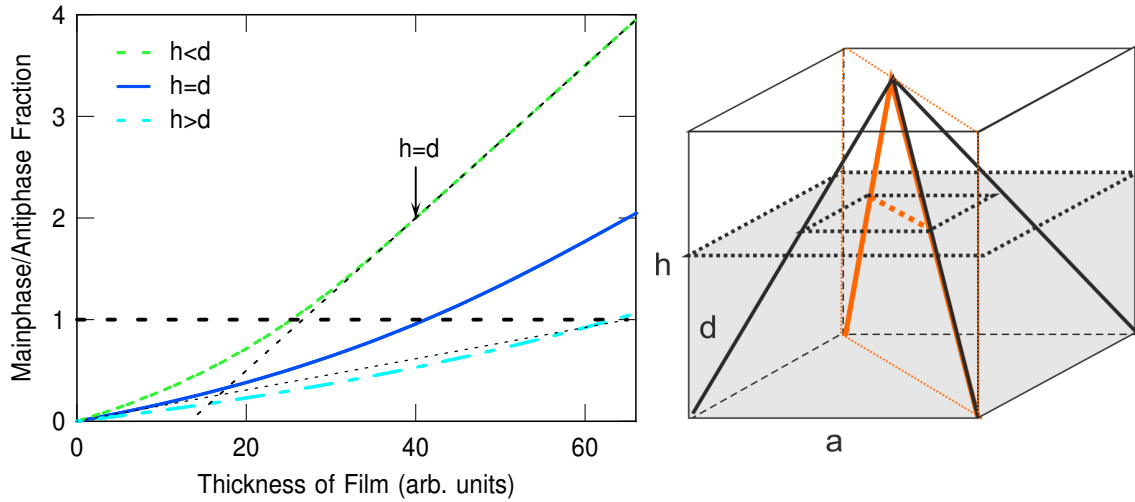 4
3
2
1
0
0
20
40
60
Mainphase/Antiphase Fraction
Thickness of Film (arb. units)
h<d
h=d
h>d
h=d
h
d
a